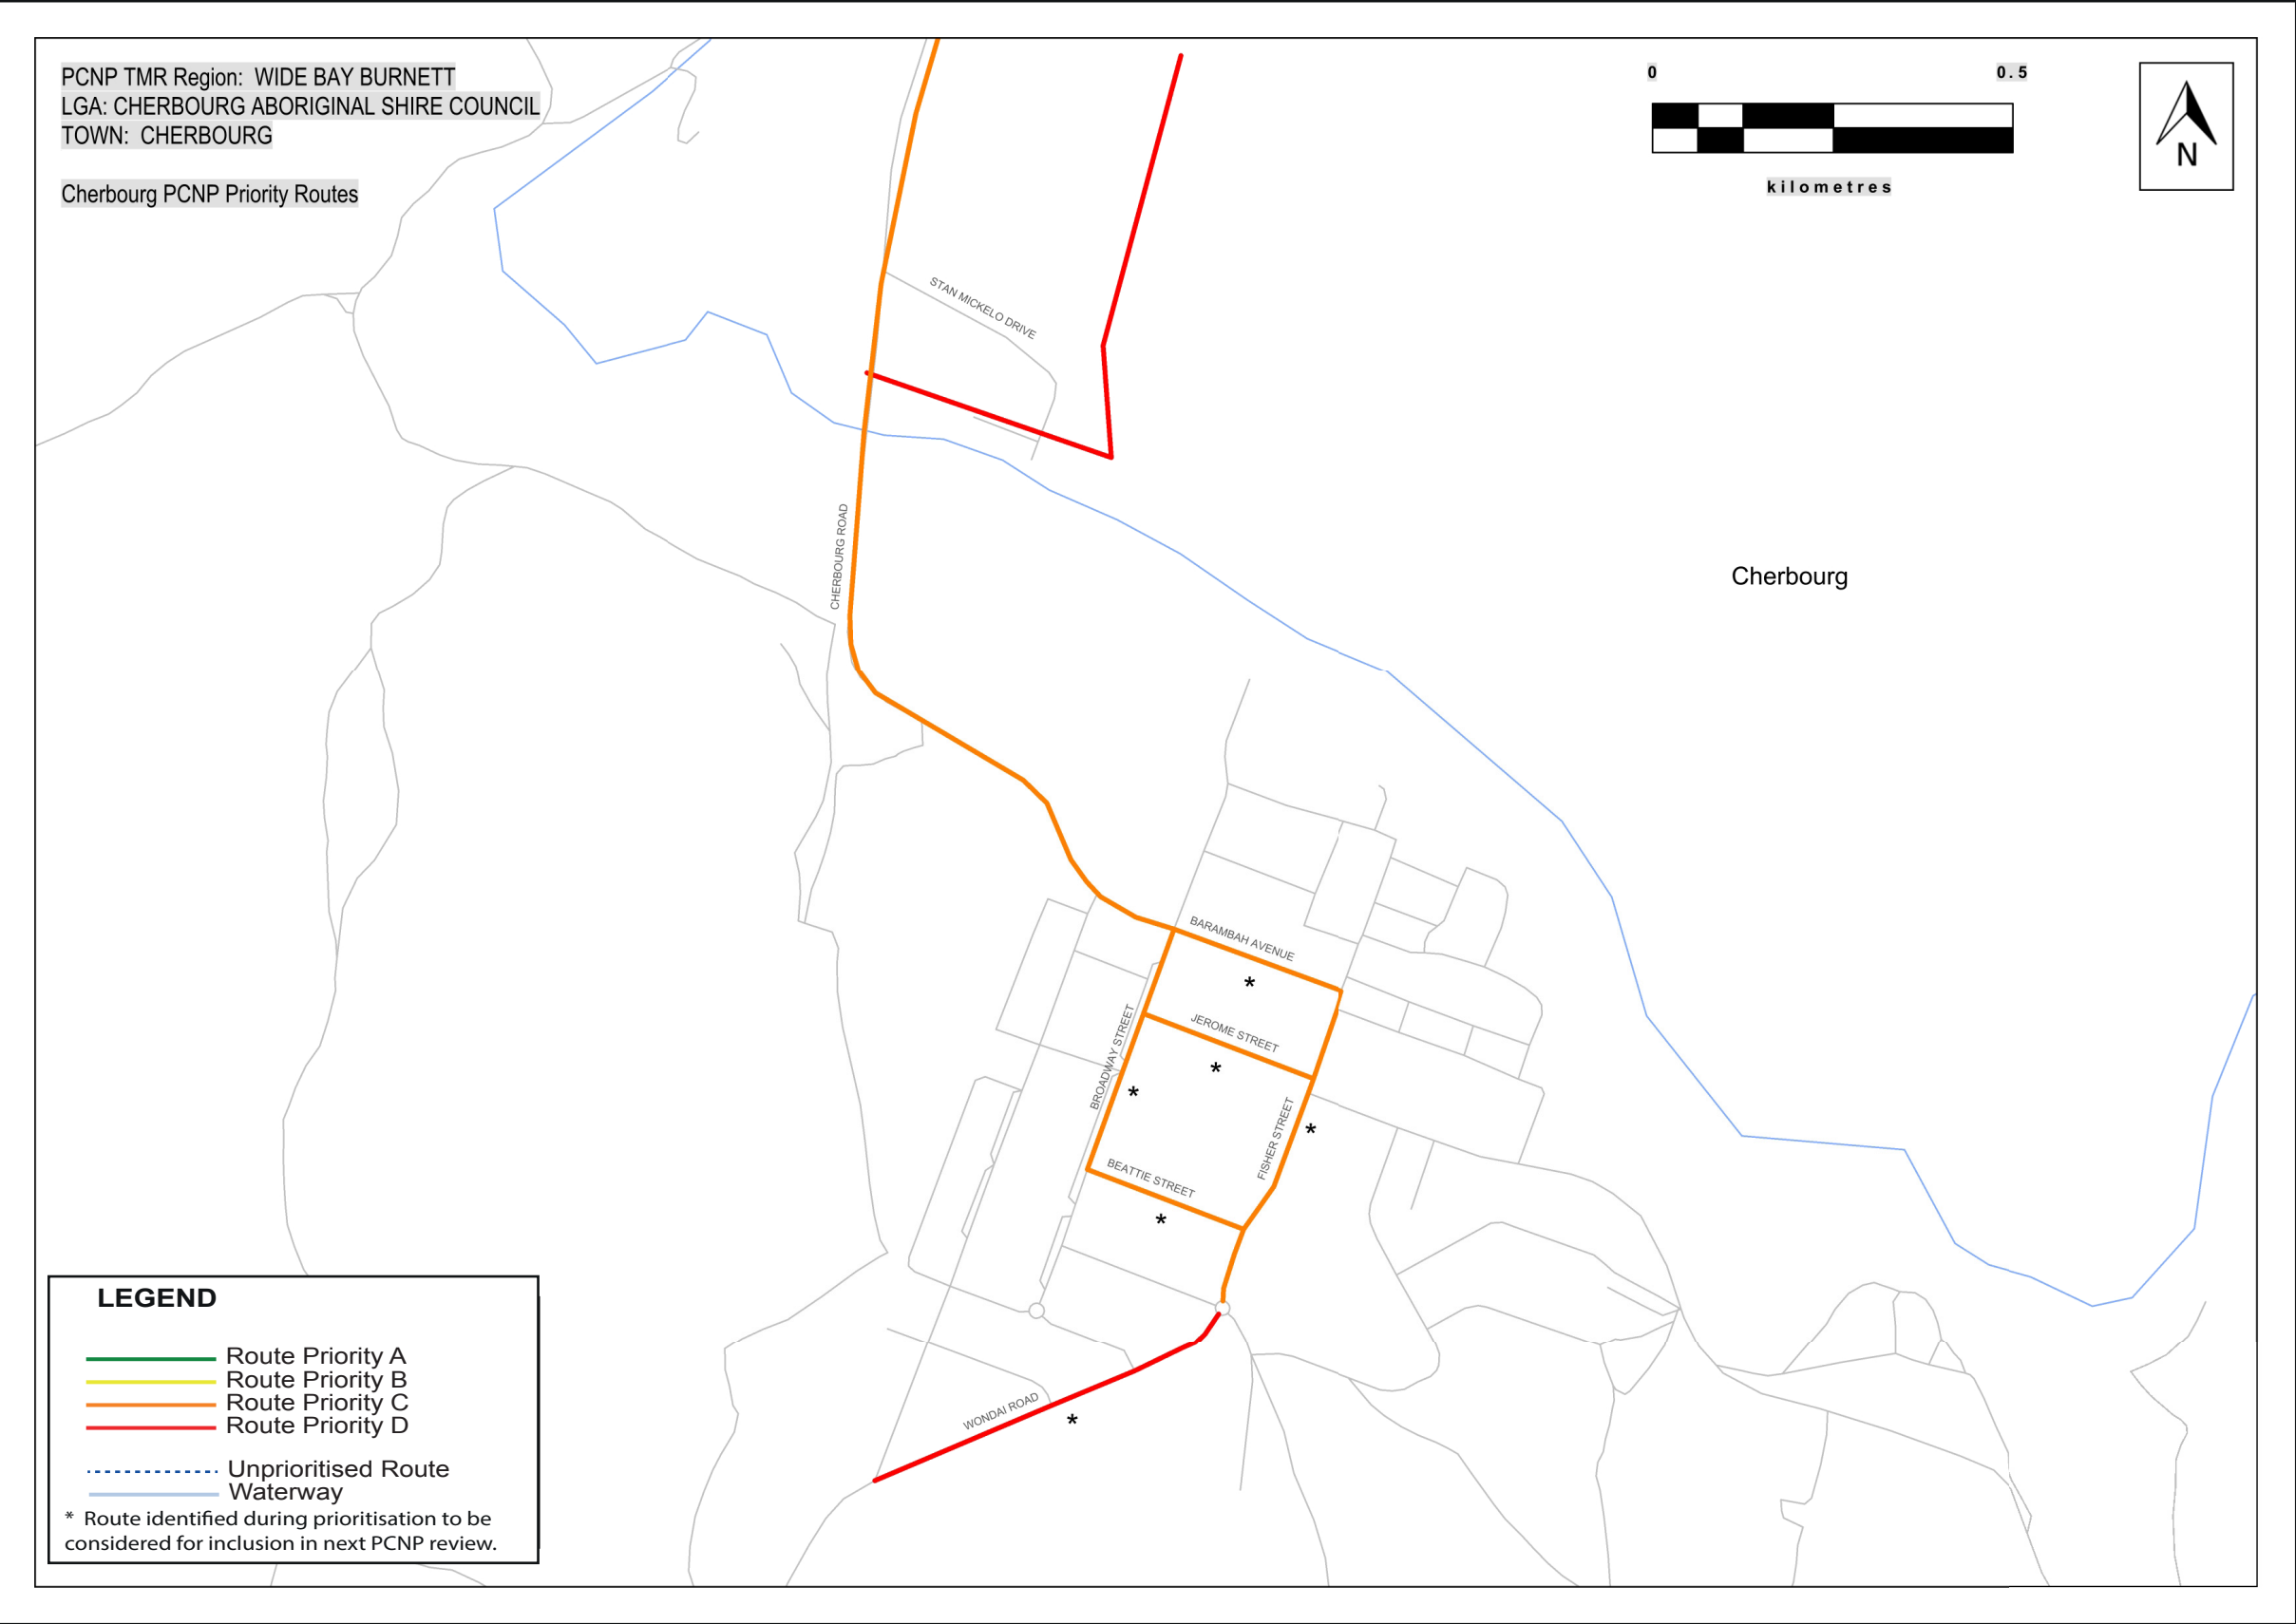 PCNP TMR Region:  WIDE BAY BURNETT
LGA: CHERBOURG ABORIGINAL SHIRE COUNCIL
TOWN:  CHERBOURG
Cherbourg PCNP Priority Routes
0 0.5
kilometres
N
STAN MICKELO DRIVE
CHERBOURG ROAD
Cherbourg
BARAMBAH AVENUE
*
JEROME STREET
*
BROADWAY STREET
*
FISHER STREET
*
BEATTIE STREET
*
WONDAI ROAD
*
LEGEND
Route Priority A
Route Priority B
Route Priority C
Route Priority D
Unprioritised Route
Waterway
* Route identified during prioritisation to be
considered for inclusion in next PCNP review.